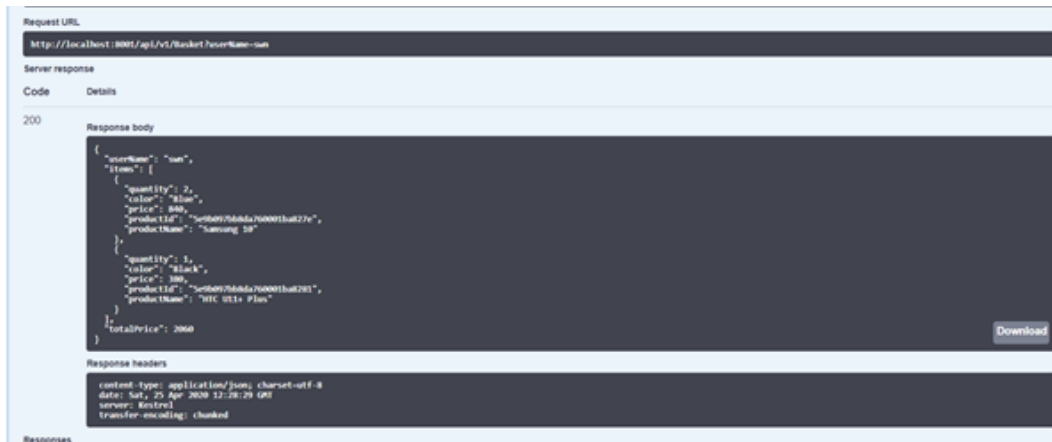 Request URL
http://localhost:8001/api/v1/Basket?userName=swn
Server response
Code Details
200
Response body
{
"userName": "swn",
"items": [
{
"quantity": 2,
"color": "Blue",
"price": 840,
"productId":
"productName": "Samsung 10"
},
{
"quantity": 1,
"color": "Black",
"price": 380,
"productId":
"productName": "HTC U11+ Plus"
}
],
"totalPrice": 2060
}
Download
Response headers
content-type: application/json; charset=utf-8
date: Sat, 25 Apr 2020 12:28:29 GMT
server: Kestrel
transfer-encoding: chunked
Responses